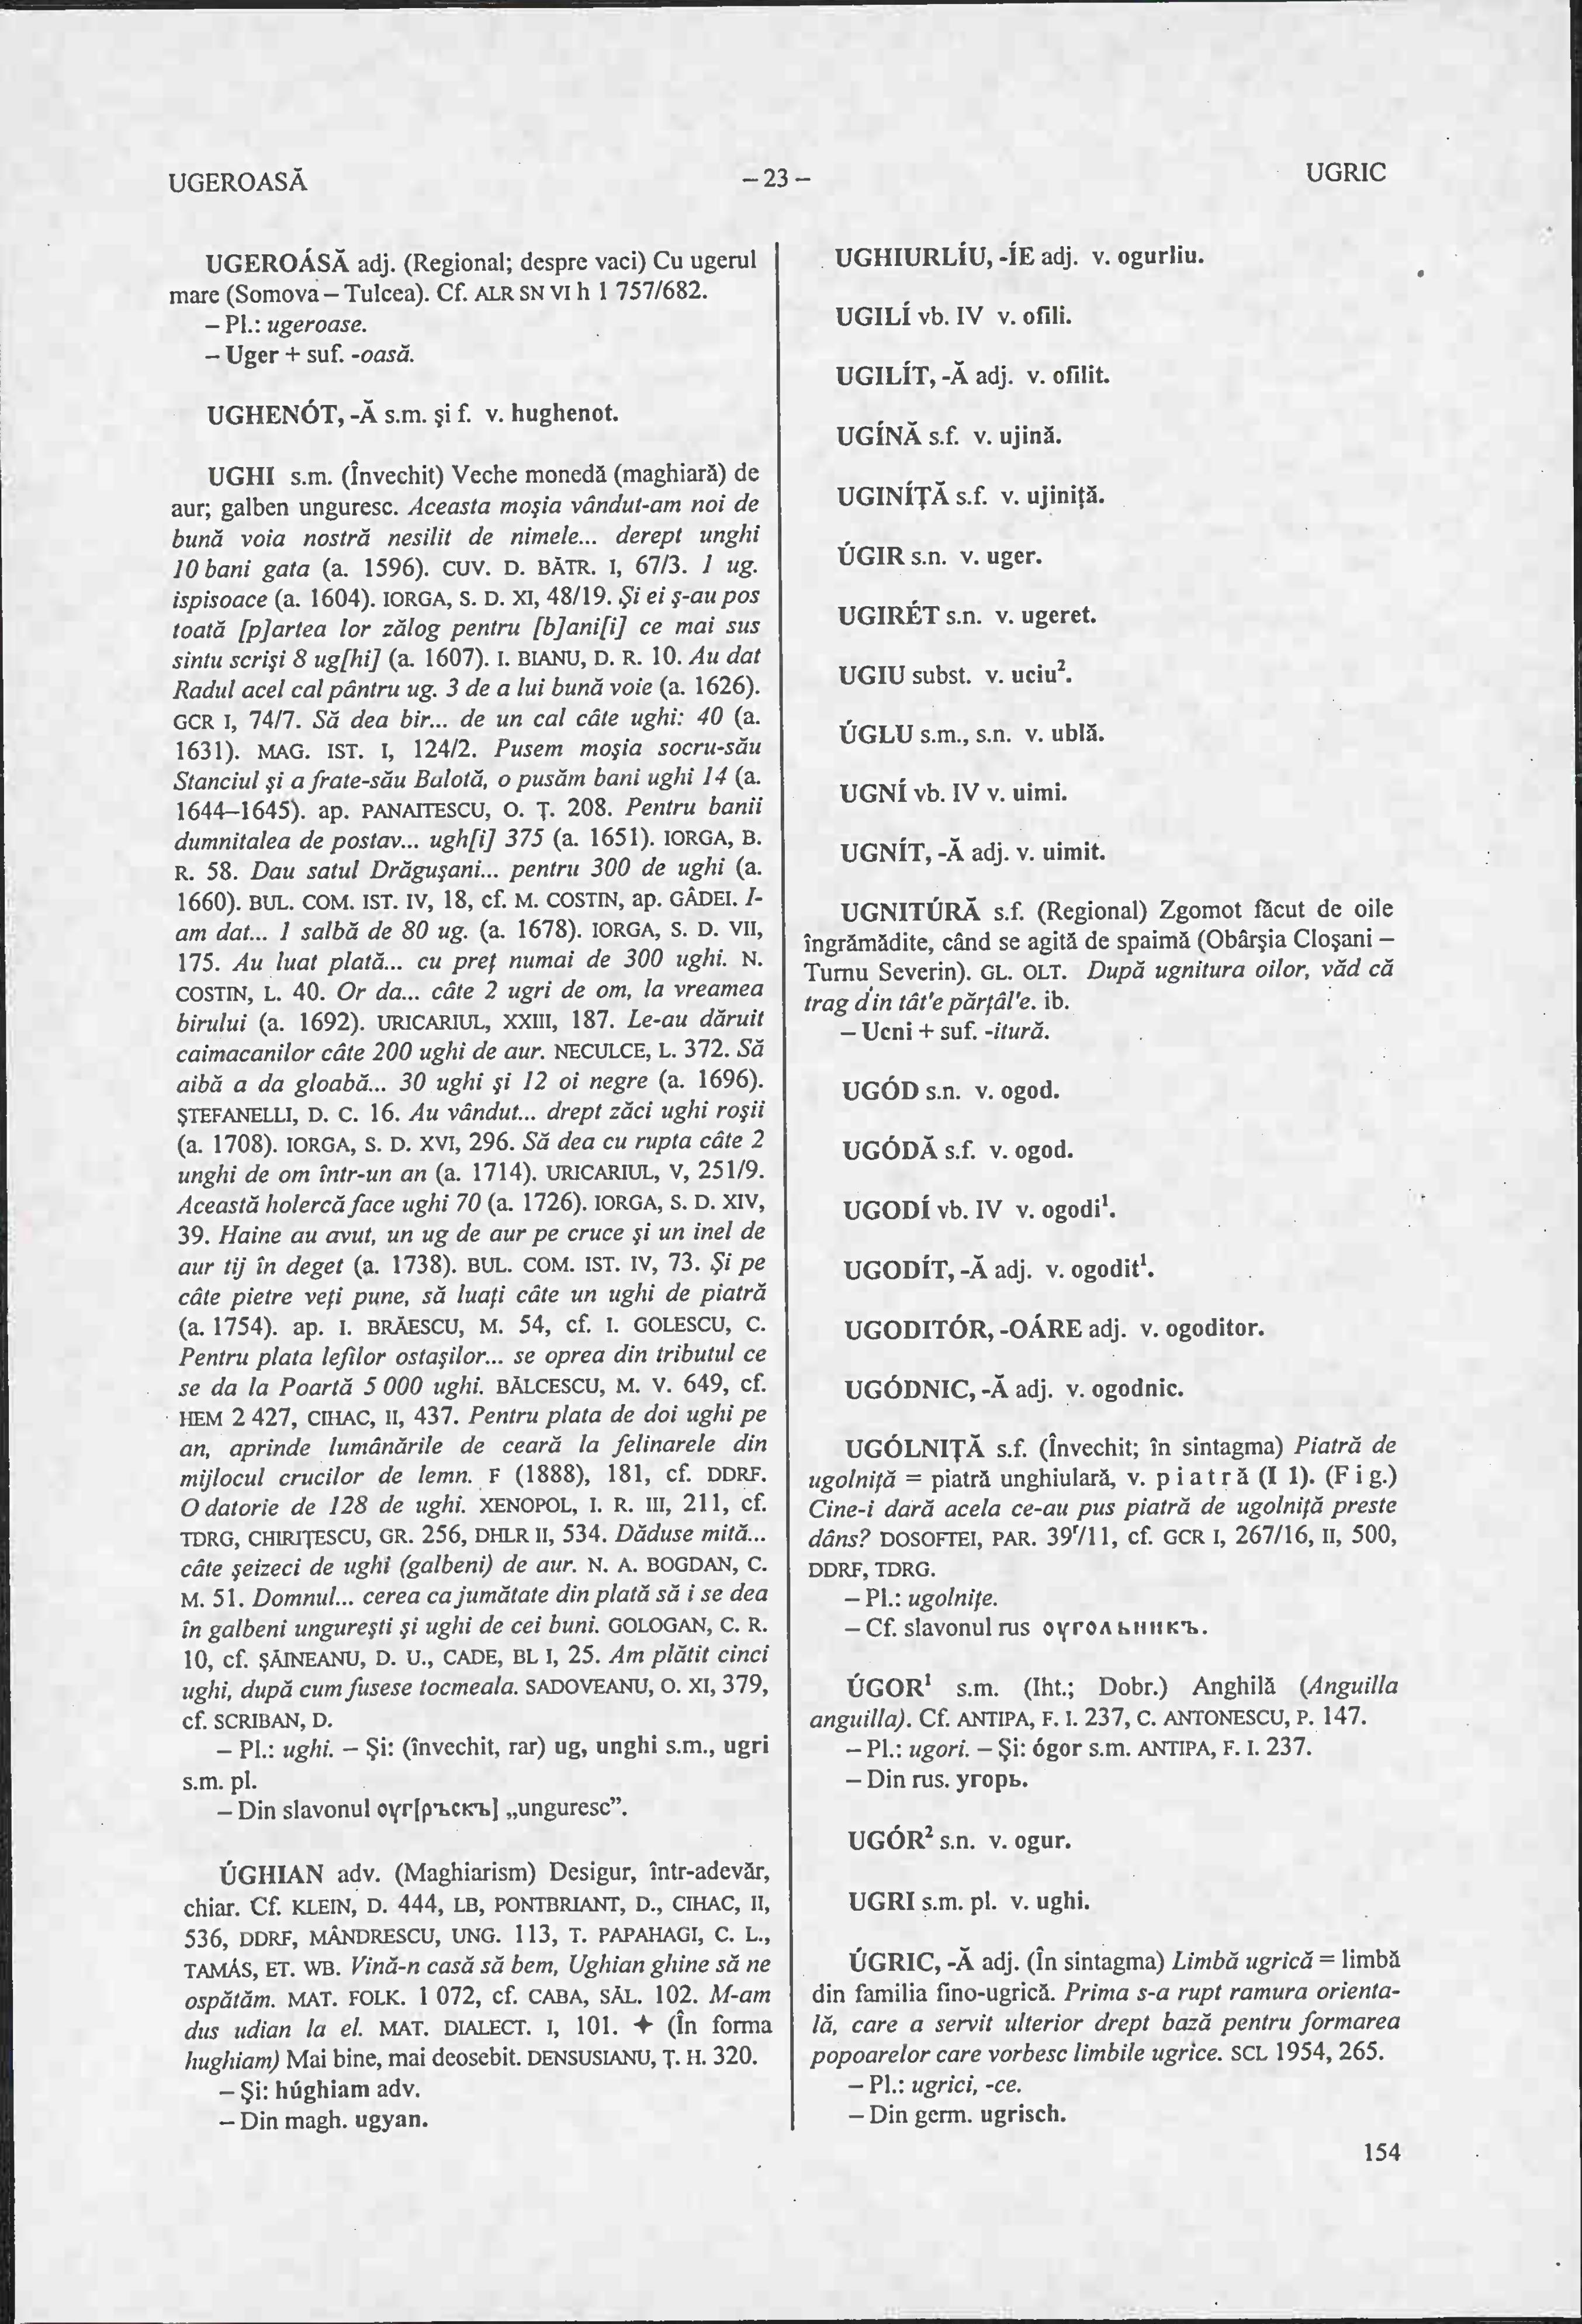 UGEROASĂ
– 23 –
UGRIC
UGEROÁSĂ adj. (Regional; despre vaci) Cu ugerul
mare (Somova – Tulcea). Cf. ALR SN VI h 1 757/682.
– Pl.: ugeroase.
– Uger + suf. -oasă.
UGHENÓT, -Ă s.m. şi f. v. hughenot.
UGHI s.m. (Învechit) Veche monedă (maghiară) de
aur; galben unguresc. Aceasta moşia vândut-am noi de
bună voia nostră nesilit de nimele... derept unghi
10 bani gata (a. 1596). CUV. D. BĂTR. I, 67/3. 1 ug.
ispisoace (a. 1604). IORGA, S. D. XI, 48/19. Şi ei ş-au pos
toată [p]artea lor zălog pentru [b]ani[i] ce mai sus
sintu scrişi 8 ug[hi] (a. 1607). I. BIANU, D. R. 10. Au dat
Radul acel cal pântru ug. 3 de a lui bună voie (a. 1626).
GCR I, 74/7. Să dea bir... de un cal câte ughi: 40 (a.
1631). MAG. IST. I, 124/2. Pusem moşia socru-său
Stanciul şi a frate-său Balotă, o pusăm bani ughi 14 (a.
1644–1645). ap. PANAITESCU, O. Ţ. 208. Pentru banii
dumnitalea de postav... ugh[i] 375 (a. 1651). IORGA, B.
R. 58. Dau satul Drăguşani... pentru 300 de ughi (a.
1660). BUL. COM. IST. IV, 18, cf. M. COSTIN, ap. GÂDEI. I-
am dat... 1 salbă de 80 ug. (a. 1678). IORGA, S. D. VII,
175. Au luat plată... cu preţ numai de 300 ughi. N.
COSTIN, L. 40. Or da... câte 2 ugri de om, la vreamea
birului (a. 1692). URICARIUL, XXIII, 187. Le-au dăruit
caimacanilor câte 200 ughi de aur. NECULCE, L. 372. Să
aibă a da gloabă... 30 ughi şi 12 oi negre (a. 1696).
ŞTEFANELLI, D. C. 16. Au vândut... drept zăci ughi roşii
(a. 1708). IORGA, S. D. XVI, 296. Să dea cu rupta câte 2
unghi de om într-un an (a. 1714). URICARIUL, V, 251/9.
Această holercă face ughi 70 (a. 1726). IORGA, S. D. XIV,
39. Haine au avut, un ug de aur pe cruce şi un inel de
aur tij în deget (a. 1738). BUL. COM. IST. IV, 73. Şi pe
câte pietre veţi pune, să luaţi câte un ughi de piatră
(a. 1754). ap. I. BRĂESCU, M. 54, cf. I. GOLESCU, C.
Pentru plata lefilor ostaşilor... se oprea din tributul ce
se da la Poartă 5 000 ughi. BĂLCESCU, M. V. 649, cf.
HEM 2 427, CIHAC, II, 437. Pentru plata de doi ughi pe
an, aprinde lumânările de ceară la felinarele din
mijlocul crucilor de lemn. F (1888), 181, cf. DDRF.
O datorie de 128 de ughi. XENOPOL, I. R. III, 211, cf.
TDRG, CHIRIŢESCU, GR. 256, DHLR II, 534. Dăduse mită...
câte şeizeci de ughi (galbeni) de aur. N. A. BOGDAN, C.
M. 51. Domnul... cerea ca jumătate din plată să i se dea
în galbeni ungureşti şi ughi de cei buni. GOLOGAN, C. R.
10, cf. ŞĂINEANU, D. U., CADE, BL I, 25. Am plătit cinci
ughi, după cum fusese tocmeala. SADOVEANU, O. XI, 379,
cf. SCRIBAN, D.
– Pl.: ughi. – Şi: (învechit, rar) ug, unghi s.m., ugri
s.m. pl.
– Din slavonul оүг[ръскъ] „unguresc”.
ÚGHIAN adv. (Maghiarism) Desigur, într-adevăr,
chiar. Cf. KLEIN, D. 444, LB, PONTBRIANT, D., CIHAC, II,
536, DDRF, MÂNDRESCU, UNG. 113, T. PAPAHAGI, C. L.,
TAMÁS, ET. WB. Vină-n casă să bem, Ughian ghine să ne
ospătăm. MAT. FOLK. 1 072, cf. CABA, SĂL. 102. M-am
dus udian la el. MAT. DIALECT. I, 101. ✦ (În forma
hughiam) Mai bine, mai deosebit. DENSUSIANU, Ţ. H. 320.
– Şi: húghiam adv.
– Din magh. ugyan.
UGHIURLÍU, -ÍE adj. v. ogurliu.
UGILÍ vb. IV v. ofili.
UGILÍT, -Ă adj. v. ofilit.
UGÍNĂ s.f. v. ujină.
UGINÍŢĂ s.f. v. ujiniţă.
ÚGIR s.n. v. uger.
UGIRÉT s.n. v. ugeret.
UGIU subst. v. uciu².
ÚGLU s.m., s.n. v. ublă.
UGNÍ vb. IV v. uimi.
UGNÍT, -Ă adj. v. uimit.
UGNITÚRĂ s.f. (Regional) Zgomot făcut de oile
îngrămădite, când se agită de spaimă (Obârşia Cloşani –
Turnu Severin). GL. OLT. După ugnitura oilor, văd că
trag d'in tât'e părţâl'e. ib.
– Ucni + suf. -itură.
UGÓD s.n. v. ogod.
UGÓDĂ s.f. v. ogod.
UGODÍ vb. IV v. ogodi¹.
UGODÍT, -Ă adj. v. ogodit¹.
UGODITÓR, -OÁRE adj. v. ogoditor.
UGÓDNIC, -Ă adj. v. ogodnic.
UGÓLNIŢĂ s.f. (Învechit; în sintagma) Piatră de
ugolniţă = piatră unghiulară, v. p i a t r ă (I 1). (F i g.)
Cine-i dară acela ce-au pus piatră de ugolniţă preste
dâns? DOSOFTEI, PAR. 39ʳ/11, cf. GCR I, 267/16, II, 500,
DDRF, TDRG.
– Pl.: ugolniţe.
– Cf. slavonul rus оүгольникъ.
ÚGOR¹ s.m. (Iht.; Dobr.) Anghilă (Anguilla
anguilla). Cf. ANTIPA, F. I. 237, C. ANTONESCU, P. 147.
– Pl.: ugori. – Şi: ógor s.m. ANTIPA, F. I. 237.
– Din rus. угорь.
UGÓR² s.n. v. ogur.
UGRI s.m. pl. v. ughi.
ÚGRIC, -Ă adj. (În sintagma) Limbă ugrică = limbă
din familia fino-ugrică. Prima s-a rupt ramura orienta-
lă, care a servit ulterior drept bază pentru formarea
popoarelor care vorbesc limbile ugrice. SCL 1954, 265.
– Pl.: ugrici, -ce.
– Din germ. ugrisch.
154